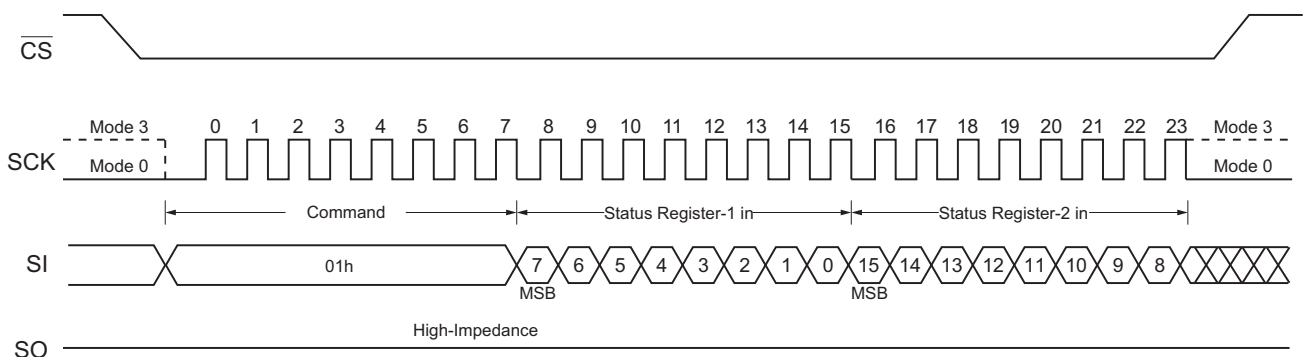 CS
Mode 3 0 1 2 3 4 5 6 7 8 9 10 11 12 13 14 15 16 17 18 19 20 21 22 23 Mode 3
SCK
Mode 0 Mode 0
Command Status Register-1 in Status Register-2 in
SI 01h 7 6 5 4 3 2 1 0 15 14 13 12 11 10 9 8
MSB MSB
High-Impedance
SO